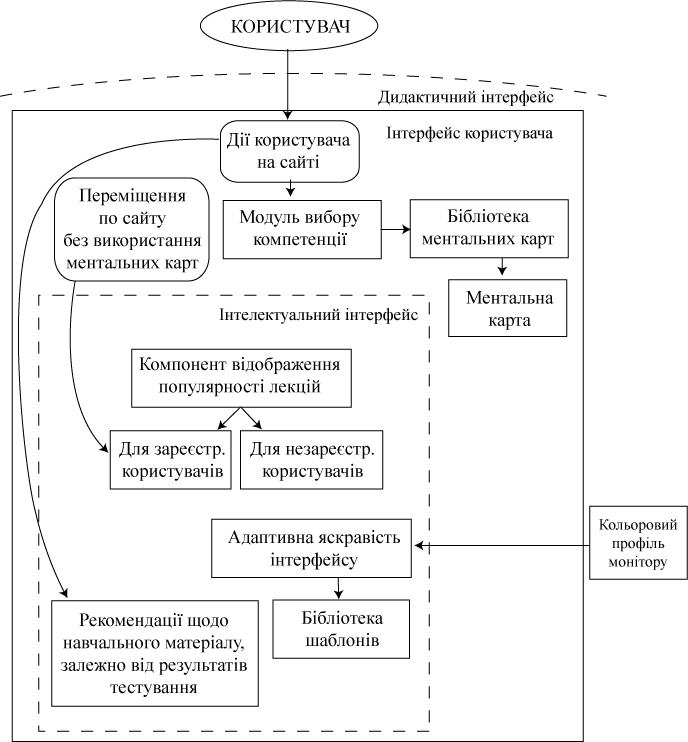 КОРИСТУВАЧ
Дидактичний інтерфейс
Інтерфейс користувача
Дії користувача
на сайті
Переміщення
по сайту
без використання
ментальних карт
Модуль вибору
компетенції
Бібліотека
ментальних карт
Ментальна
карта
Інтелектуальний інтерфейс
Компонент відображення
популярності лекцій
Для зареєстр.
користувачів
Для незареєстр.
користувачів
Адаптивна яскравість
інтерфейсу
Кольоровий
профіль
монітору
Бібліотека
шаблонів
Рекомендації щодо
навчального матеріалу,
залежно від результатів
тестування